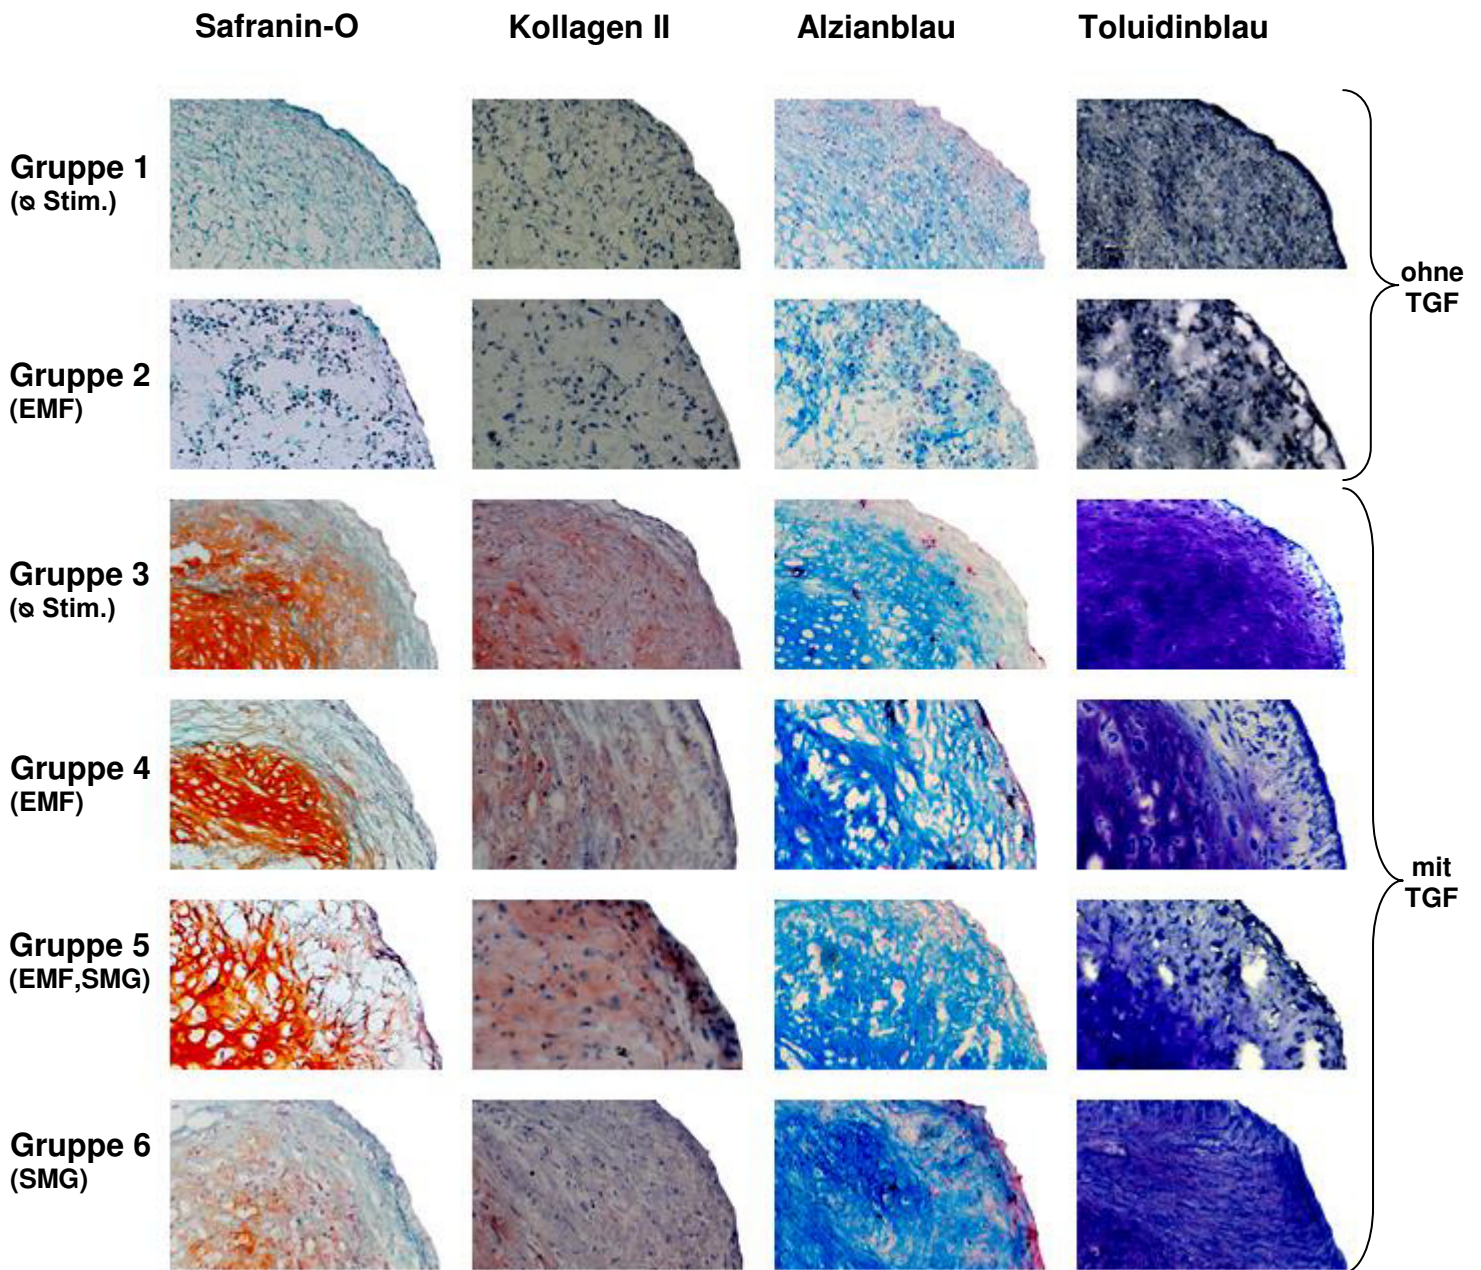 Safranin-O Kollagen II Alzianblau Toluidinblau
Gruppe 1
(ø Stim.)
ohne
TGF
Gruppe 2
(EMF)
Gruppe 3
(ø Stim.)
Gruppe 4
(EMF)
mit
TGF
Gruppe 5
(EMF,SMG)
Gruppe 6
(SMG)